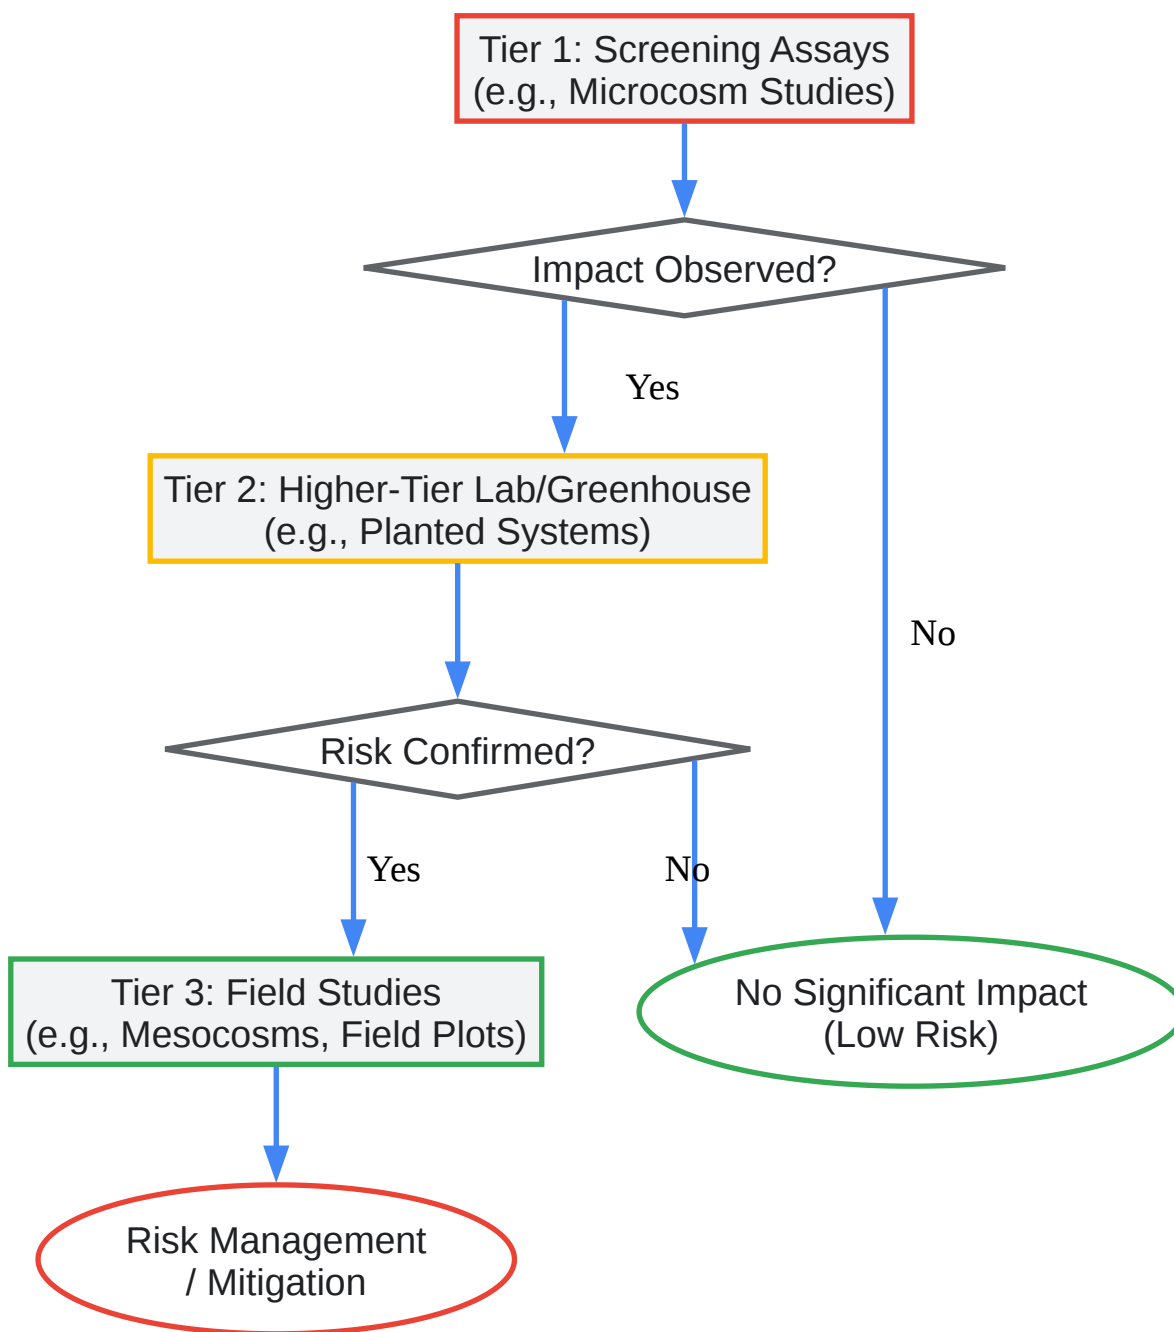 Tier 1: Screening Assays
(e.g., Microcosm Studies)
Impact Observed?
Yes
Tier 2: Higher-Tier Lab/Greenhouse
(e.g., Planted Systems)
No
Risk Confirmed?
Yes
No
Tier 3: Field Studies
(e.g., Mesocosms, Field Plots)
No Significant Impact
(Low Risk)
Risk Management
/ Mitigation